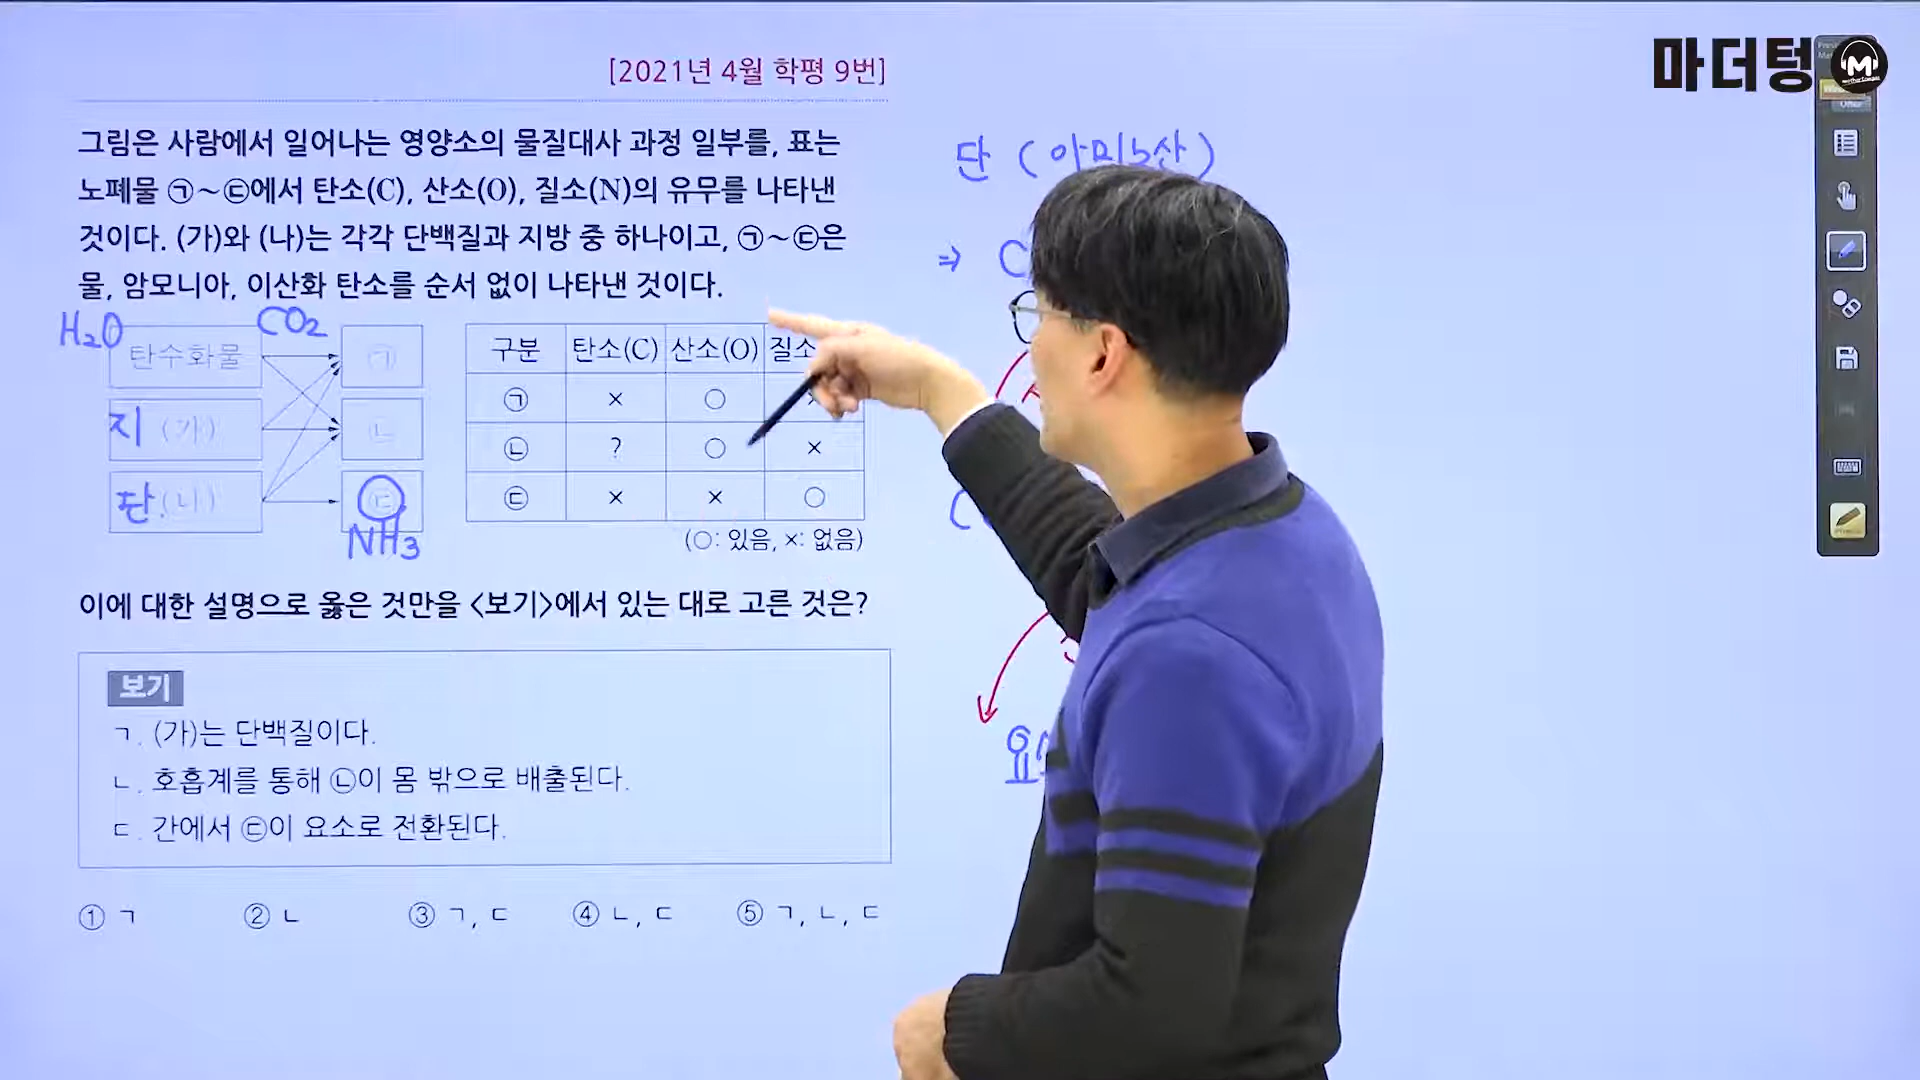 마더텅
[2021년 4월 학평 9번]
그림은 사람에서 일어나는 영양소의 물질대사 과정 일부를, 표는
노폐물 ㉠~㉢에서 탄소(C), 산소(O), 질소(N)의 유무를 나타낸
것이다. (가)와 (나)는 각각 단백질과 지방 중 하나이고, ㉠~㉢은
물, 암모니아, 이산화 탄소를 순서 없이 나타낸 것이다.
H₂O CO₂
탄수화물 ㉠
지 (가) ㉡
단 (나) ㉢
NH₃
구분 탄소(C) 산소(O) 질소
㉠ × ○ ×
㉡ ? ○ ×
㉢ × × ○
(○: 있음, ×: 없음)
이에 대한 설명으로 옳은 것만을 <보기>에서 있는 대로 고른 것은?
보기
ㄱ. (가)는 단백질이다.
ㄴ. 호흡계를 통해 ㉡이 몸 밖으로 배출된다.
ㄷ. 간에서 ㉢이 요소로 전환된다.
① ㄱ ② ㄴ ③ ㄱ, ㄷ ④ ㄴ, ㄷ ⑤ ㄱ, ㄴ, ㄷ
단 (아미노산)
⇒ C